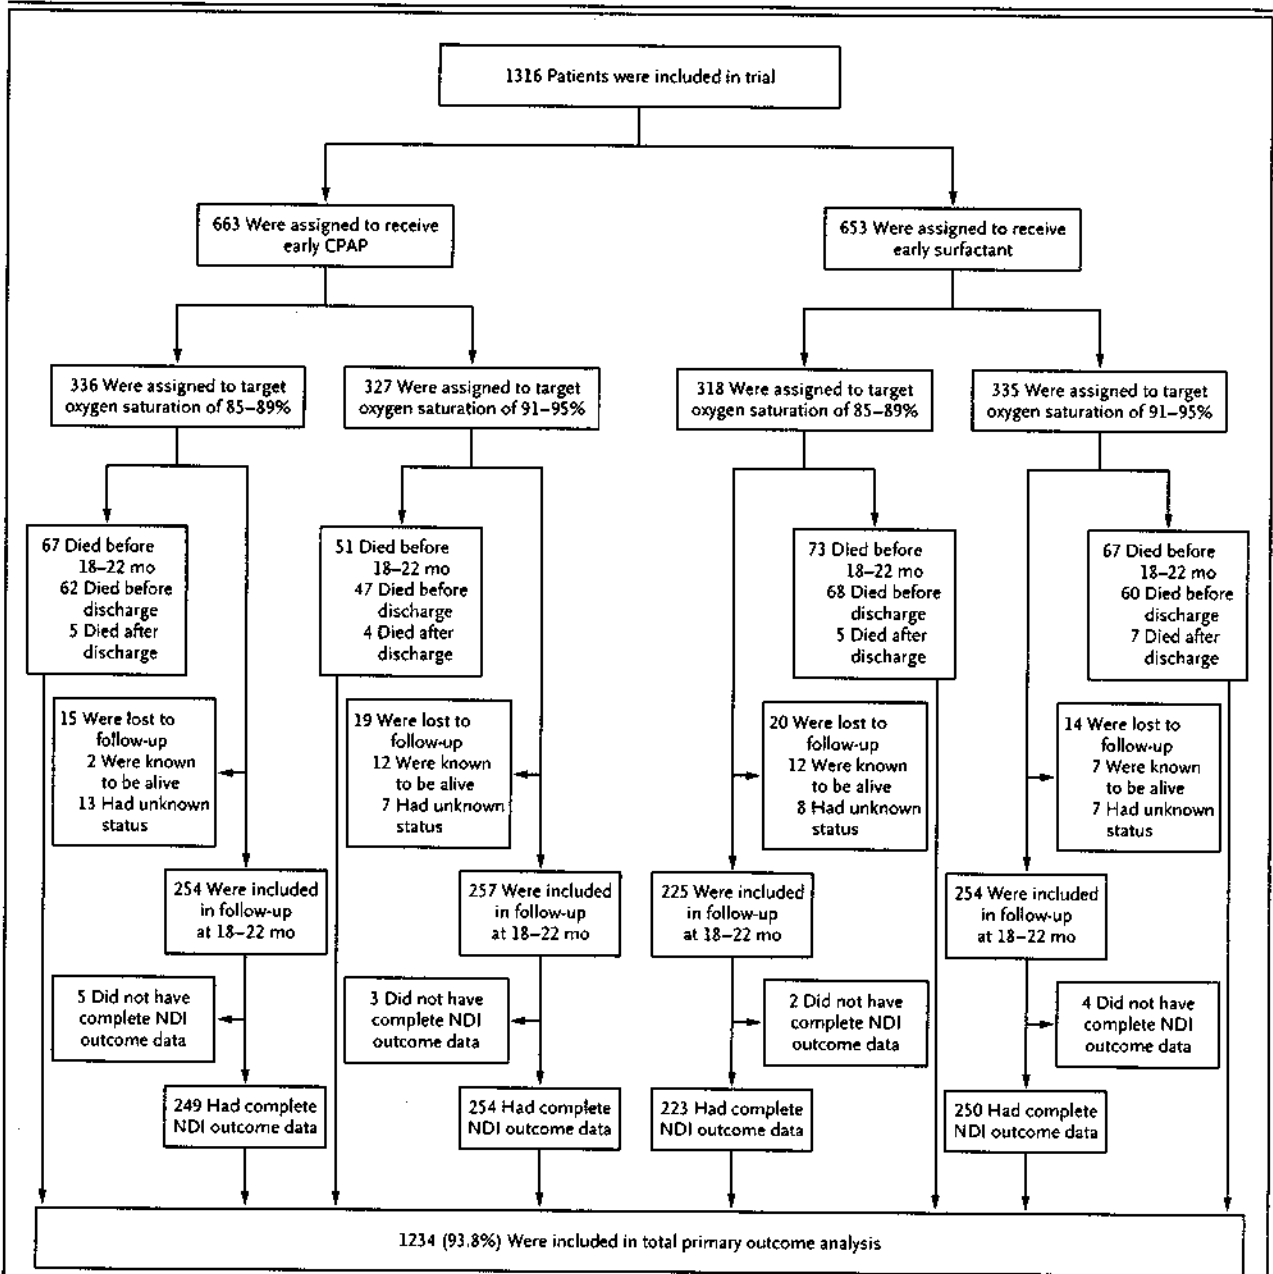 1316 Patients were included in trial
663 Were assigned to receive
early CPAP
653 Were assigned to receive
early surfactant
336 Were assigned to target
oxygen saturation of 85–89%
327 Were assigned to target
oxygen saturation of 91–95%
318 Were assigned to target
oxygen saturation of 85–89%
335 Were assigned to target
oxygen saturation of 91–95%
67 Died before
18–22 mo
62 Died before
discharge
5 Died after
discharge
51 Died before
18–22 mo
47 Died before
discharge
4 Died after
discharge
73 Died before
18–22 mo
68 Died before
discharge
5 Died after
discharge
67 Died before
18–22 mo
60 Died before
discharge
7 Died after
discharge
15 Were lost to
follow-up
2 Were known
to be alive
13 Had unknown
status
19 Were lost to
follow-up
12 Were known
to be alive
7 Had unknown
status
20 Were lost to
follow-up
12 Were known
to be alive
8 Had unknown
status
14 Were lost to
follow-up
7 Were known
to be alive
7 Had unknown
status
254 Were included
in follow-up
at 18–22 mo
257 Were included
in follow-up
at 18–22 mo
225 Were included
in follow-up
at 18–22 mo
254 Were included
in follow-up
at 18–22 mo
5 Did not have
complete NDI
outcome data
3 Did not have
complete NDI
outcome data
2 Did not have
complete NDI
outcome data
4 Did not have
complete NDI
outcome data
249 Had complete
NDI outcome data
254 Had complete
NDI outcome data
223 Had complete
NDI outcome data
250 Had complete
NDI outcome data
1234 (93.8%) Were included in total primary outcome analysis